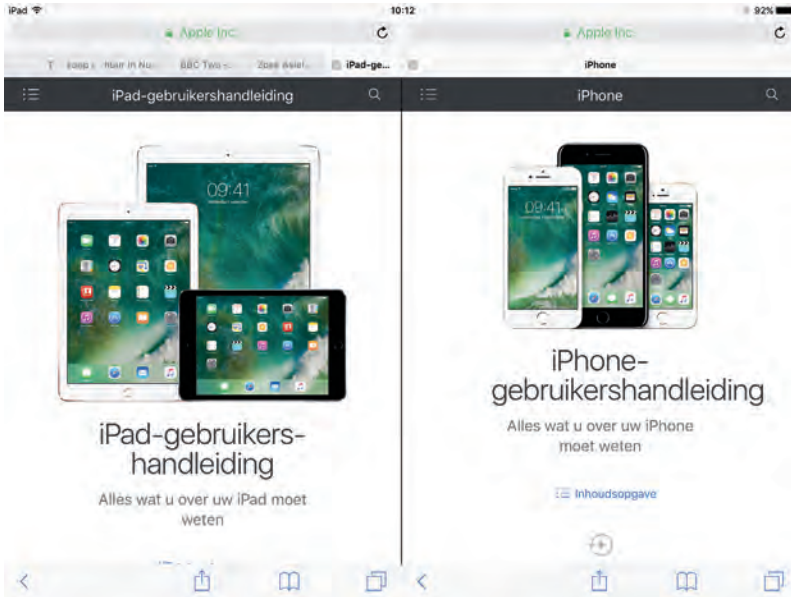 iPad
10:12
92%
Apple Inc.
Apple Inc.
BBC Two -
iPad-ge...
iPhone
iPad-gebruikershandleiding
iPhone
09:41
09:41
iPad-gebruikers-
handleiding
Alles wat u over uw iPad moet
weten
iPhone-
gebruikershandleiding
Alles wat u over uw iPhone
moet weten
Inhoudsopgave